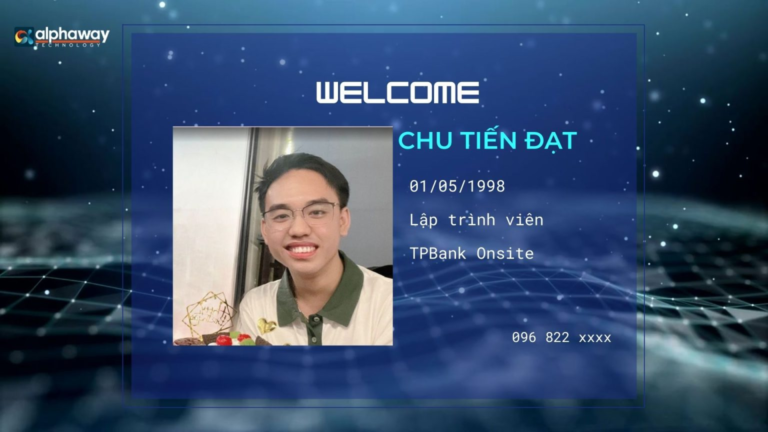 alphaway
TECHNOLOGY
WELCOME
CHU TIẾN ĐẠT
01/05/1998
Lập trình viên
TPBank Onsite
096 822 xxxx